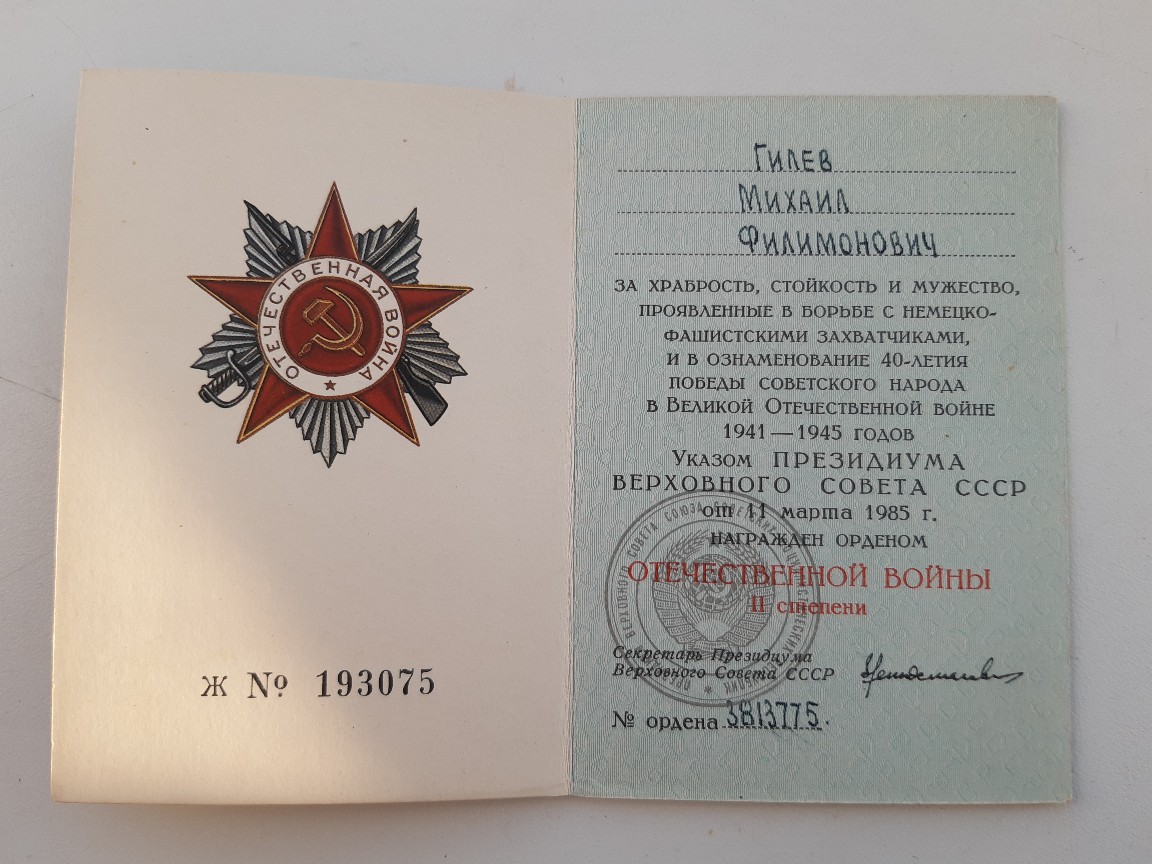 ОТЕЧЕСТВЕННАЯ ВОЙНА
Ж № 193075
ГИЛЕВ
МИХАИЛ
ФИЛИМОНОВИЧ
ЗА ХРАБРОСТЬ, СТОЙКОСТЬ И МУЖЕСТВО,
ПРОЯВЛЕННЫЕ В БОРЬБЕ С НЕМЕЦКО-
ФАШИСТСКИМИ ЗАХВАТЧИКАМИ,
И В ОЗНАМЕНОВАНИЕ 40-ЛЕТИЯ
ПОБЕДЫ СОВЕТСКОГО НАРОДА
В ВЕЛИКОЙ ОТЕЧЕСТВЕННОЙ ВОЙНЕ
1941—1945 ГОДОВ
УКАЗОМ ПРЕЗИДИУМА
ВЕРХОВНОГО СОВЕТА СССР
от 11 марта 1985 г.
НАГРАЖДЕН ОРДЕНОМ
ОТЕЧЕСТВЕННОЙ ВОЙНЫ
II степени
Секретарь Президиума
Верховного Совета СССР
№ ордена 3813775.